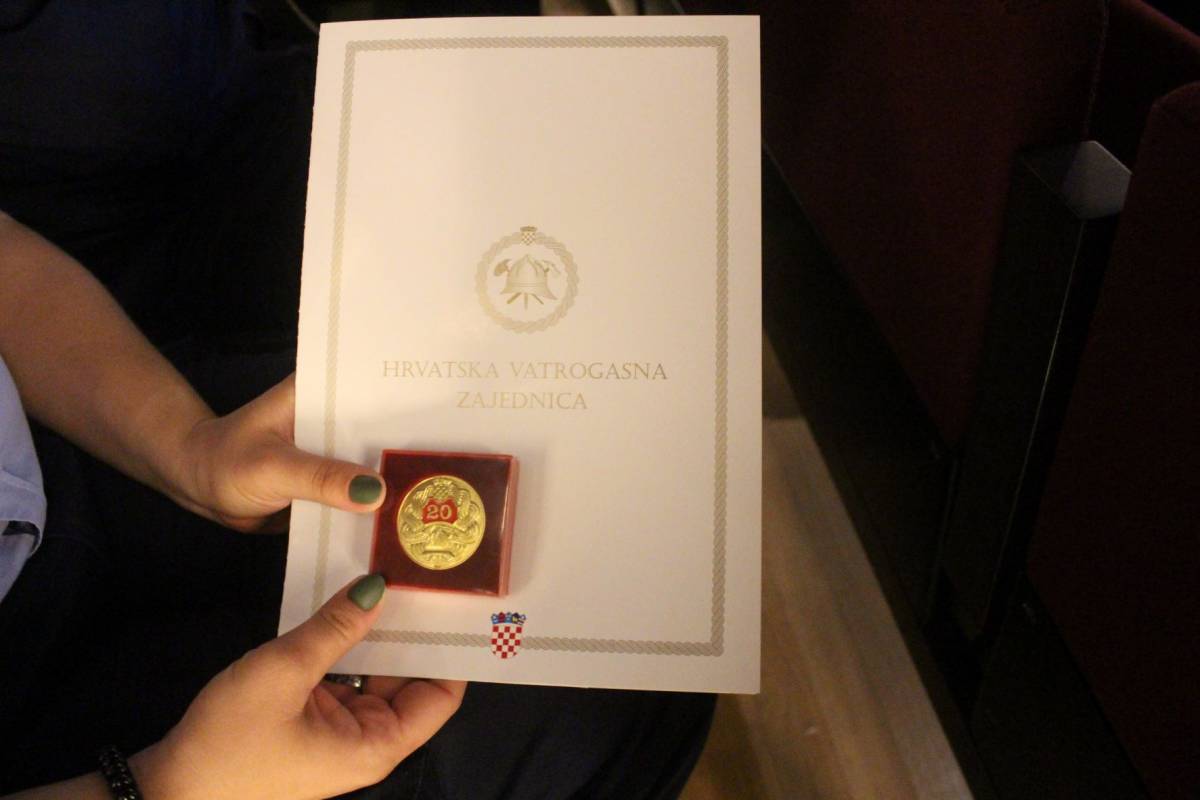 HRVATSKA VATROGASNA
ZAJEDNICA
20